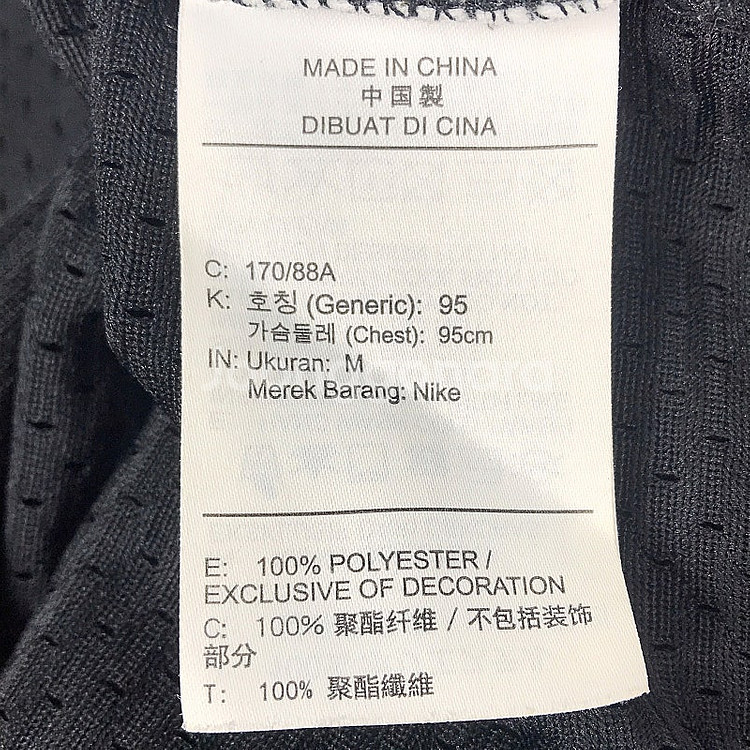 MADE IN CHINA
中国製
DIBUAT DI CINA
C: 170/88A
K: 호칭 (Generic): 95
가슴둘레 (Chest): 95cm
IN: Ukuran: M
Merek Barang: Nike
E: 100% POLYESTER /
EXCLUSIVE OF DECORATION
C: 100% 聚酯纤维 / 不包括装饰
部分
T: 100% 聚酯纖維